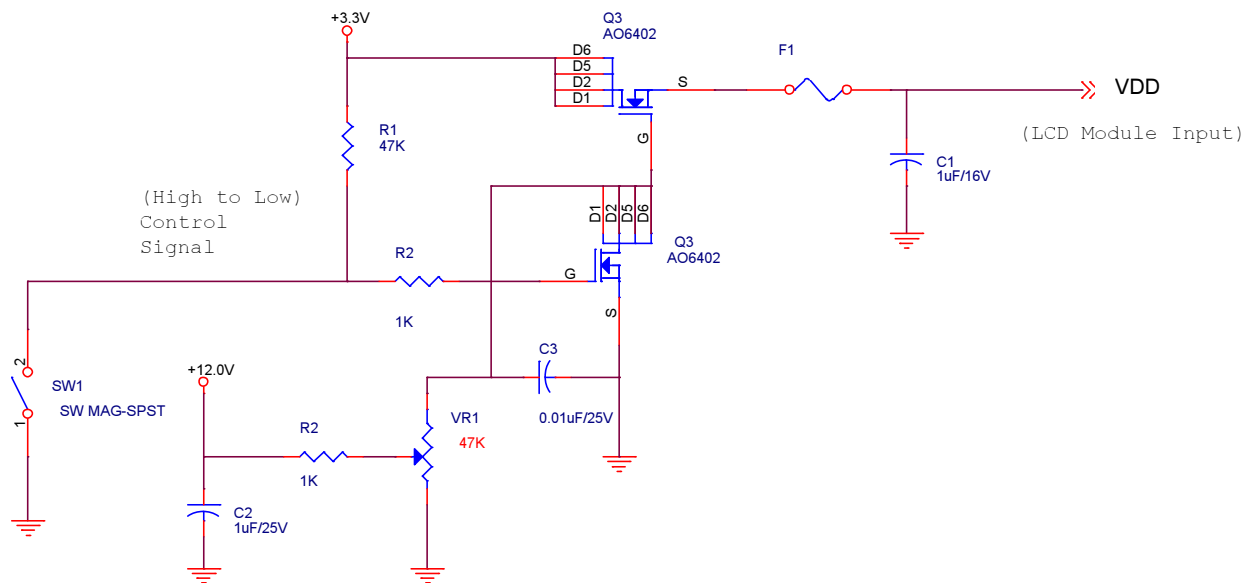 +3.3V
Q3
AO6402
D6
D5
D2
D1
S
G
F1
VDD
(LCD Module Input)
R1
47K
C1
1uF/16V
(High to Low)
Control
Signal
D1
D2
D5
D6
Q3
AO6402
R2
1K
G
S
2
1
SW1
SW MAG-SPST
+12.0V
C3
0.01uF/25V
VR1
47K
R2
1K
C2
1uF/25V